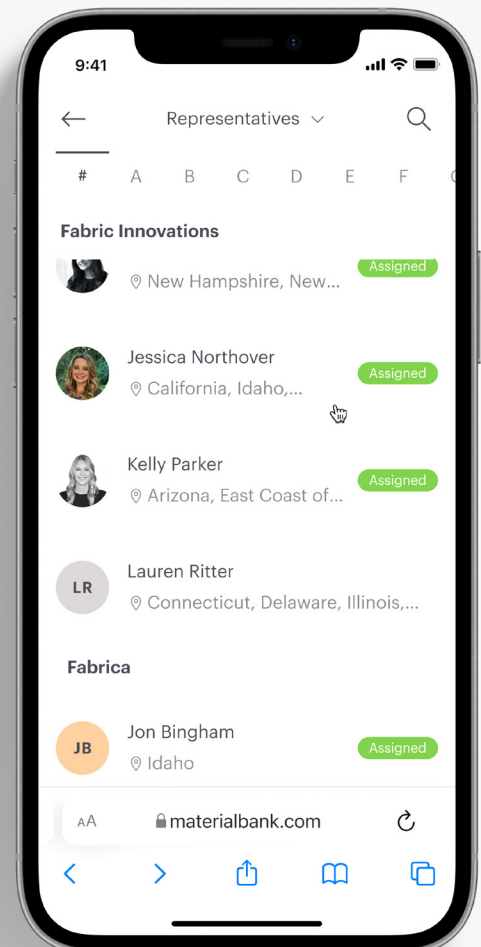 9:41
Representatives
# A B C D E F
Fabric Innovations
New Hampshire, New...
Assigned
Jessica Northover
California, Idaho,...
Assigned
Kelly Parker
Arizona, East Coast of...
Assigned
LR
Lauren Ritter
Connecticut, Delaware, Illinois,...
Fabrica
JB
Jon Bingham
Idaho
Assigned
AA
materialbank.com